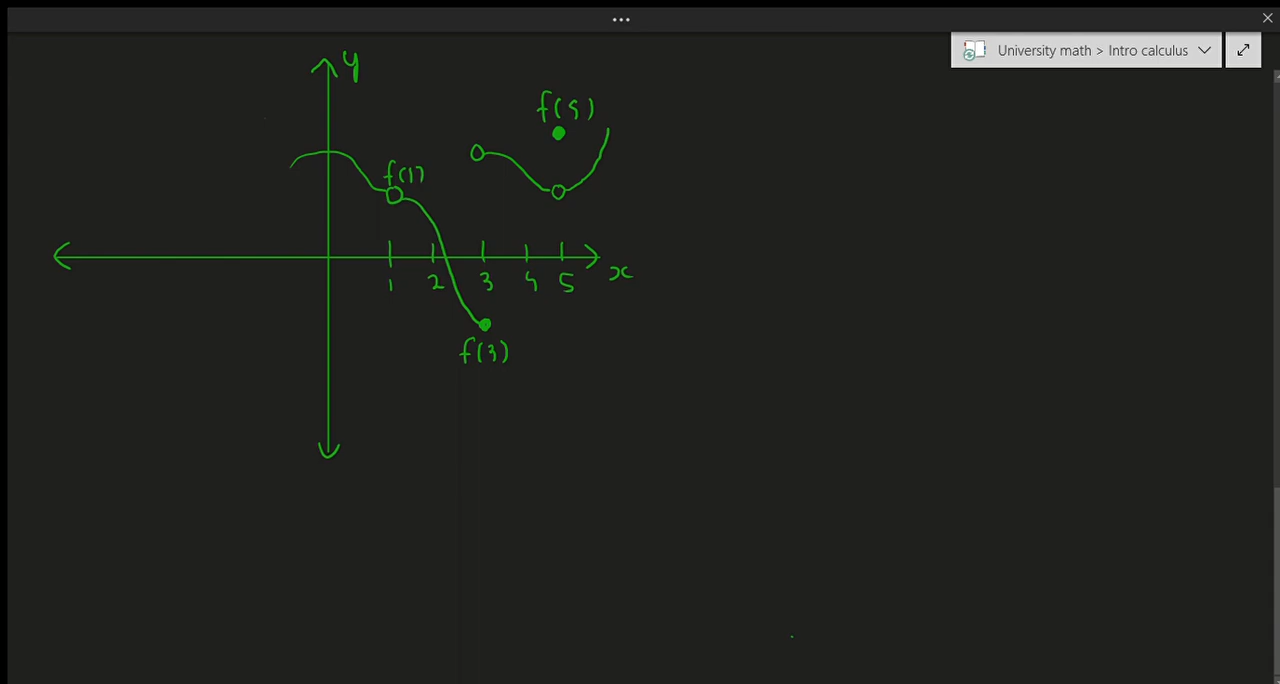 University math > Intro calculus
y
f(5)
f(1)
1 2 3 4 5 x
f(3)